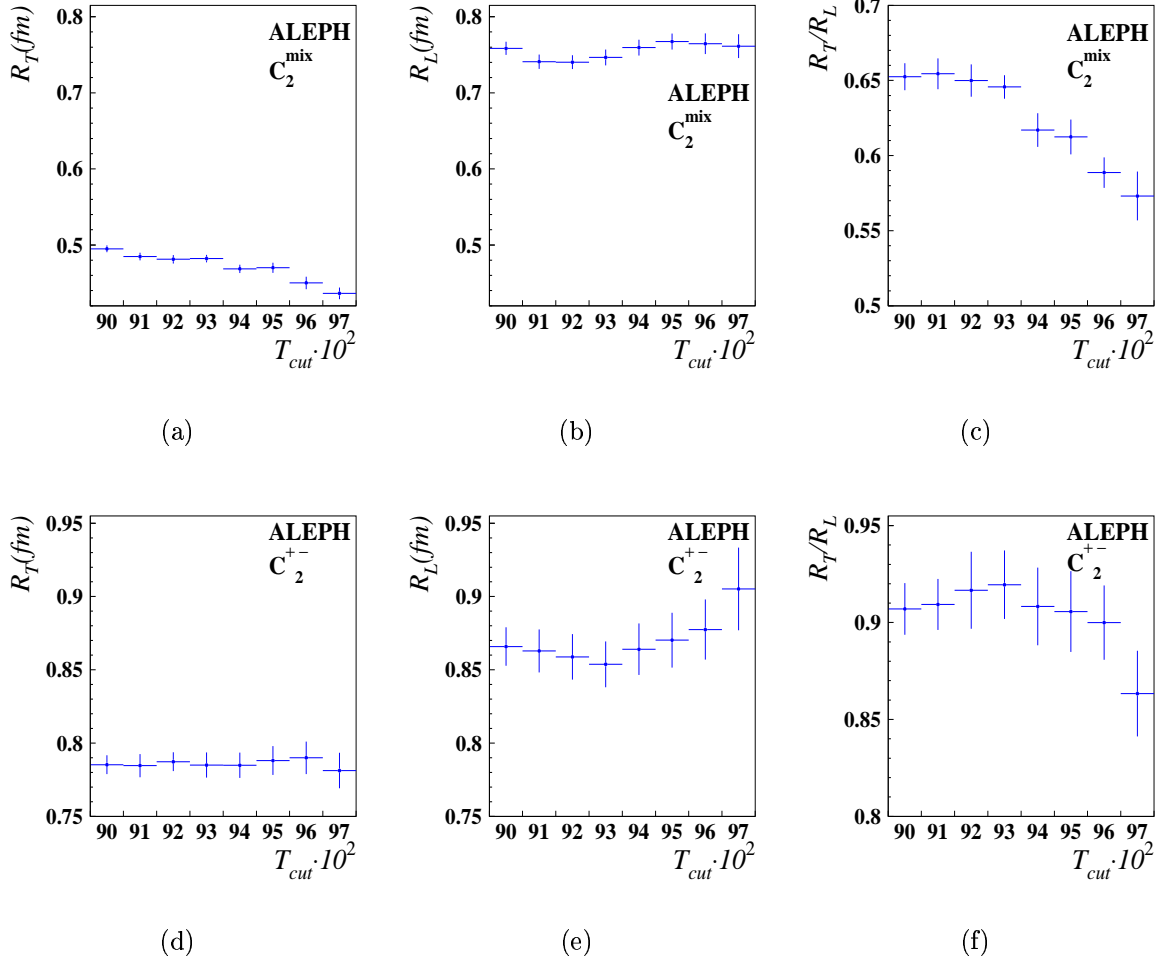 R_T(fm)
0.8
0.7
0.6
0.5
ALEPH
C_2^mix
90 91 92 93 94 95 96 97
T_cut·10^2
(a)
R_L(fm)
0.8
0.7
0.6
0.5
ALEPH
C_2^mix
90 91 92 93 94 95 96 97
T_cut·10^2
(b)
R_T/R_L
0.7
0.65
0.6
0.55
0.5
ALEPH
C_2^mix
90 91 92 93 94 95 96 97
T_cut·10^2
(c)
R_T(fm)
0.95
0.9
0.85
0.8
0.75
ALEPH
C_2^+−
90 91 92 93 94 95 96 97
T_cut·10^2
(d)
R_L(fm)
0.95
0.9
0.85
0.8
0.75
ALEPH
C_2^+−
90 91 92 93 94 95 96 97
T_cut·10^2
(e)
R_T/R_L
0.95
0.9
0.85
0.8
ALEPH
C_2^+−
90 91 92 93 94 95 96 97
T_cut·10^2
(f)